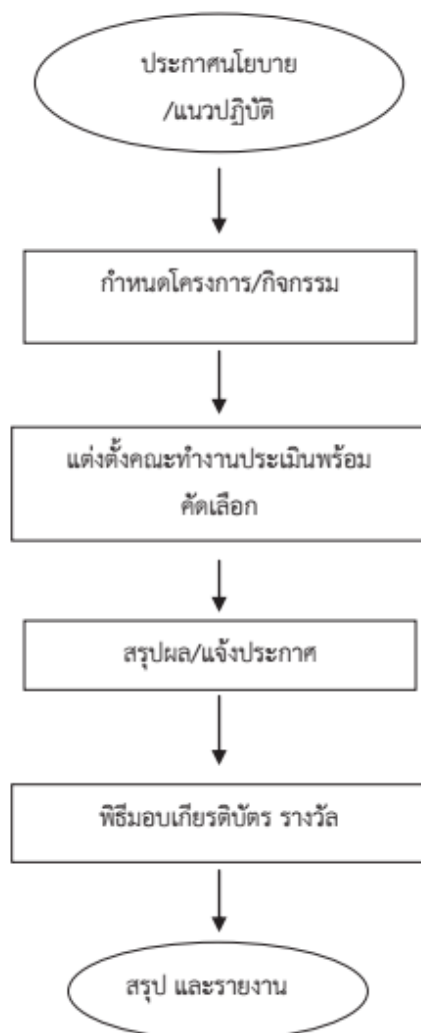 ประกาศนโยบาย
/แนวปฏิบัติ
กำหนดโครงการ/กิจกรรม
แต่งตั้งคณะทำงานประเมินพร้อม
คัดเลือก
สรุปผล/แจ้งประกาศ
พิธีมอบเกียรติบัตร รางวัล
สรุป และรายงาน